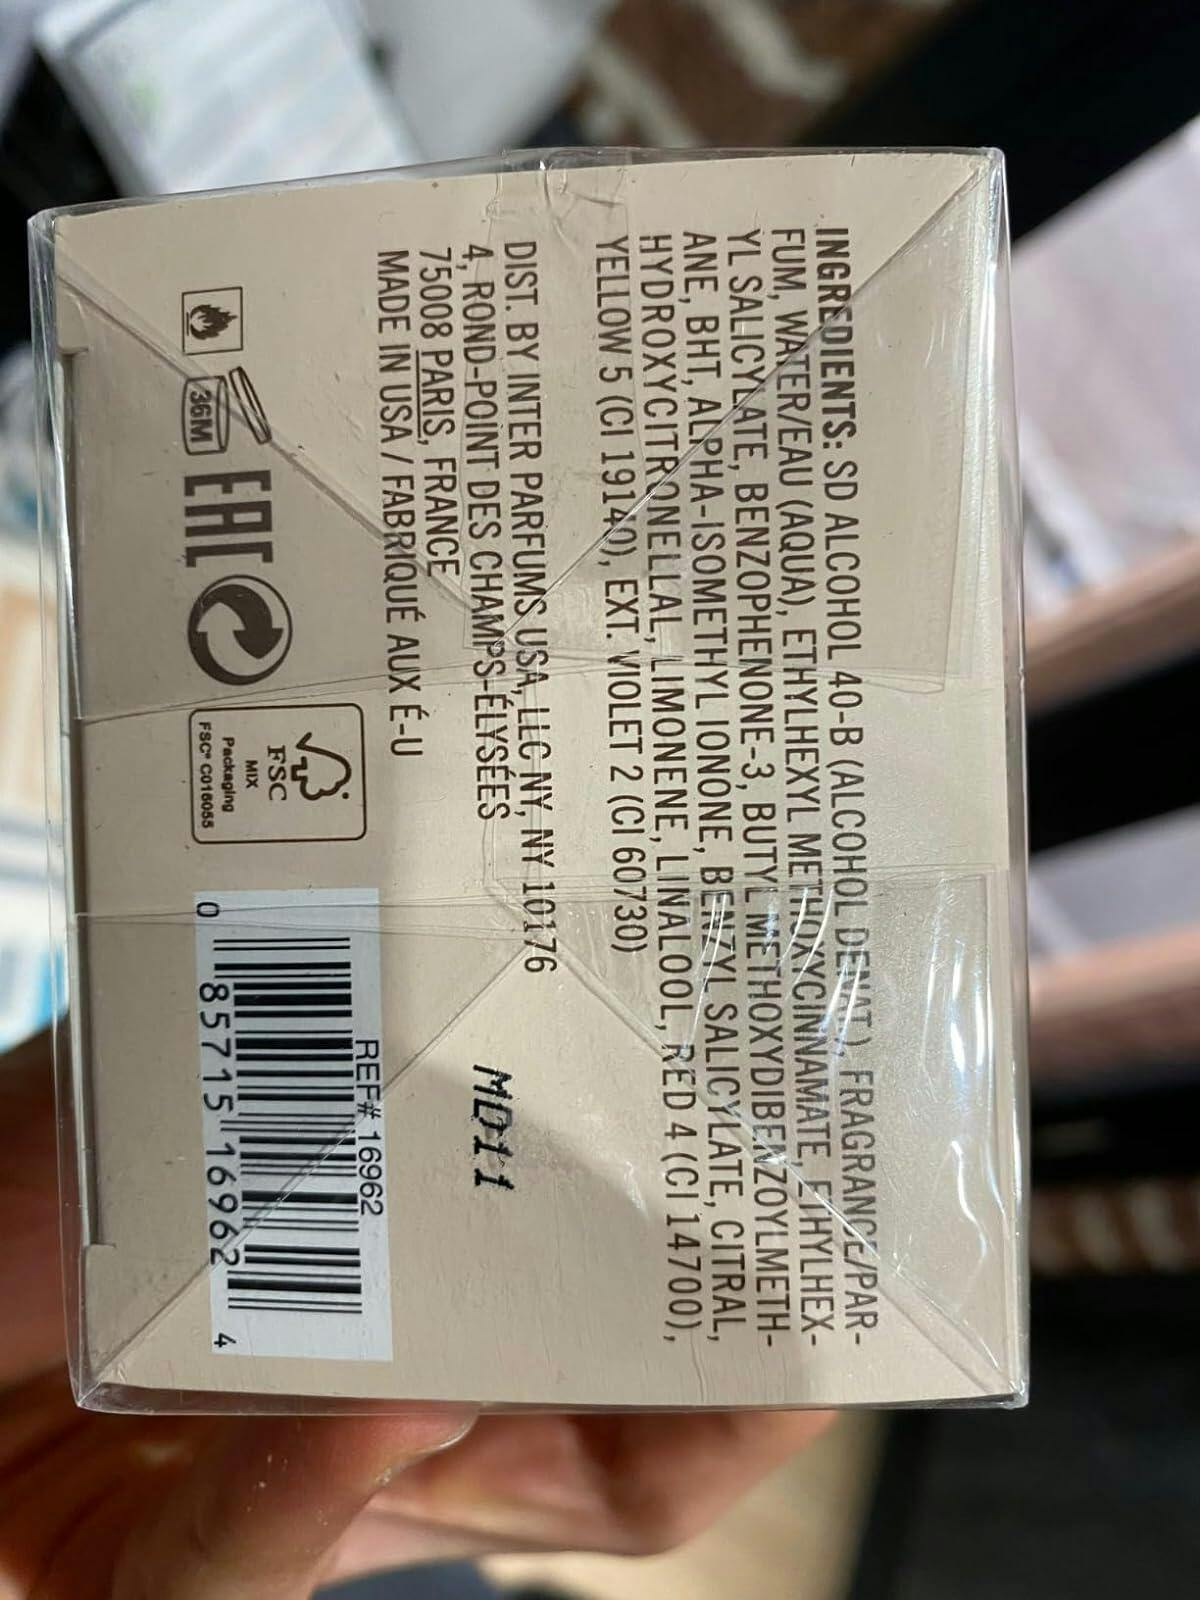 INGREDIENTS: SD ALCOHOL 40-B (ALCOHOL DENAT.), FRAGRANCE/PAR-
FUM, WATER/EAU (AQUA), ETHYLHEXYL METHOXYCINNAMATE, ETHYLHEX-
YL SALICYLATE, BENZOPHENONE-3, BUTYL METHOXYDIBENZOYLMETH-
ANE, BHT, ALPHA-ISOMETHYL IONONE, BENZYL SALICYLATE, CITRAL,
HYDROXYCITRONELLAL, LIMONENE, LINALOOL, RED 4 (CI 14700),
YELLOW 5 (CI 19140), EXT. VIOLET 2 (CI 60730)
DIST. BY INTER PARFUMS USA, LLC NY, NY 10176
4, ROND-POINT DES CHAMPS-ÉLYSÉES
75008 PARIS, FRANCE
MADE IN USA / FABRIQUÉ AUX É-U
MD11
36M
EAC
FSC
MIX
Packaging
FSC® C016055
REF# 16962
0 85715 16962 4